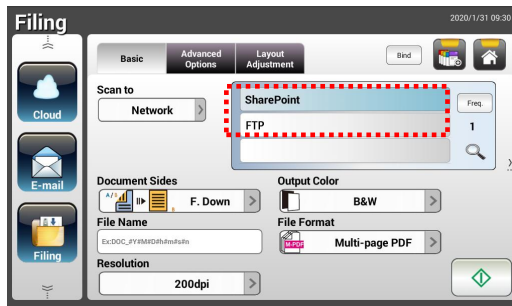 Filing
2020/1/31 09:30
Basic
Advanced Options
Layout Adjustment
Bind
Cloud
E-mail
Filing
Scan to
Network
SharePoint
FTP
Freq.
1
Document Sides
F. Down
Output Color
B&W
File Name
Ex:DOC_#Y#M#D#h#m#s#n
File Format
M-PDF
Multi-page PDF
Resolution
200dpi